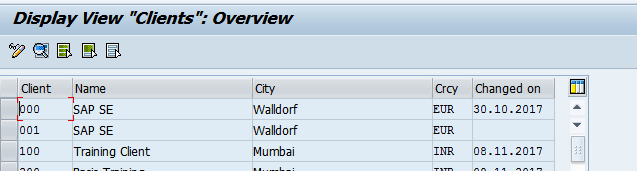 Display View "Clients": Overview
Client Name City Crcy Changed on
000 SAP SE Walldorf EUR 30.10.2017
001 SAP SE Walldorf EUR
100 Training Client Mumbai INR 08.11.2017